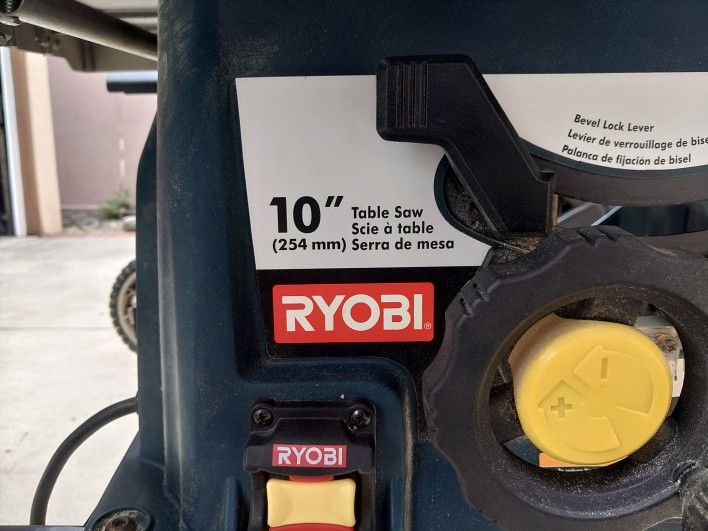 Bevel Lock Lever
Levier de verrouillage de
Palanca de fijación de bisel
10" Table Saw
Scie à table
(254 mm) Serra de mesa
RYOBI®
RYOBI